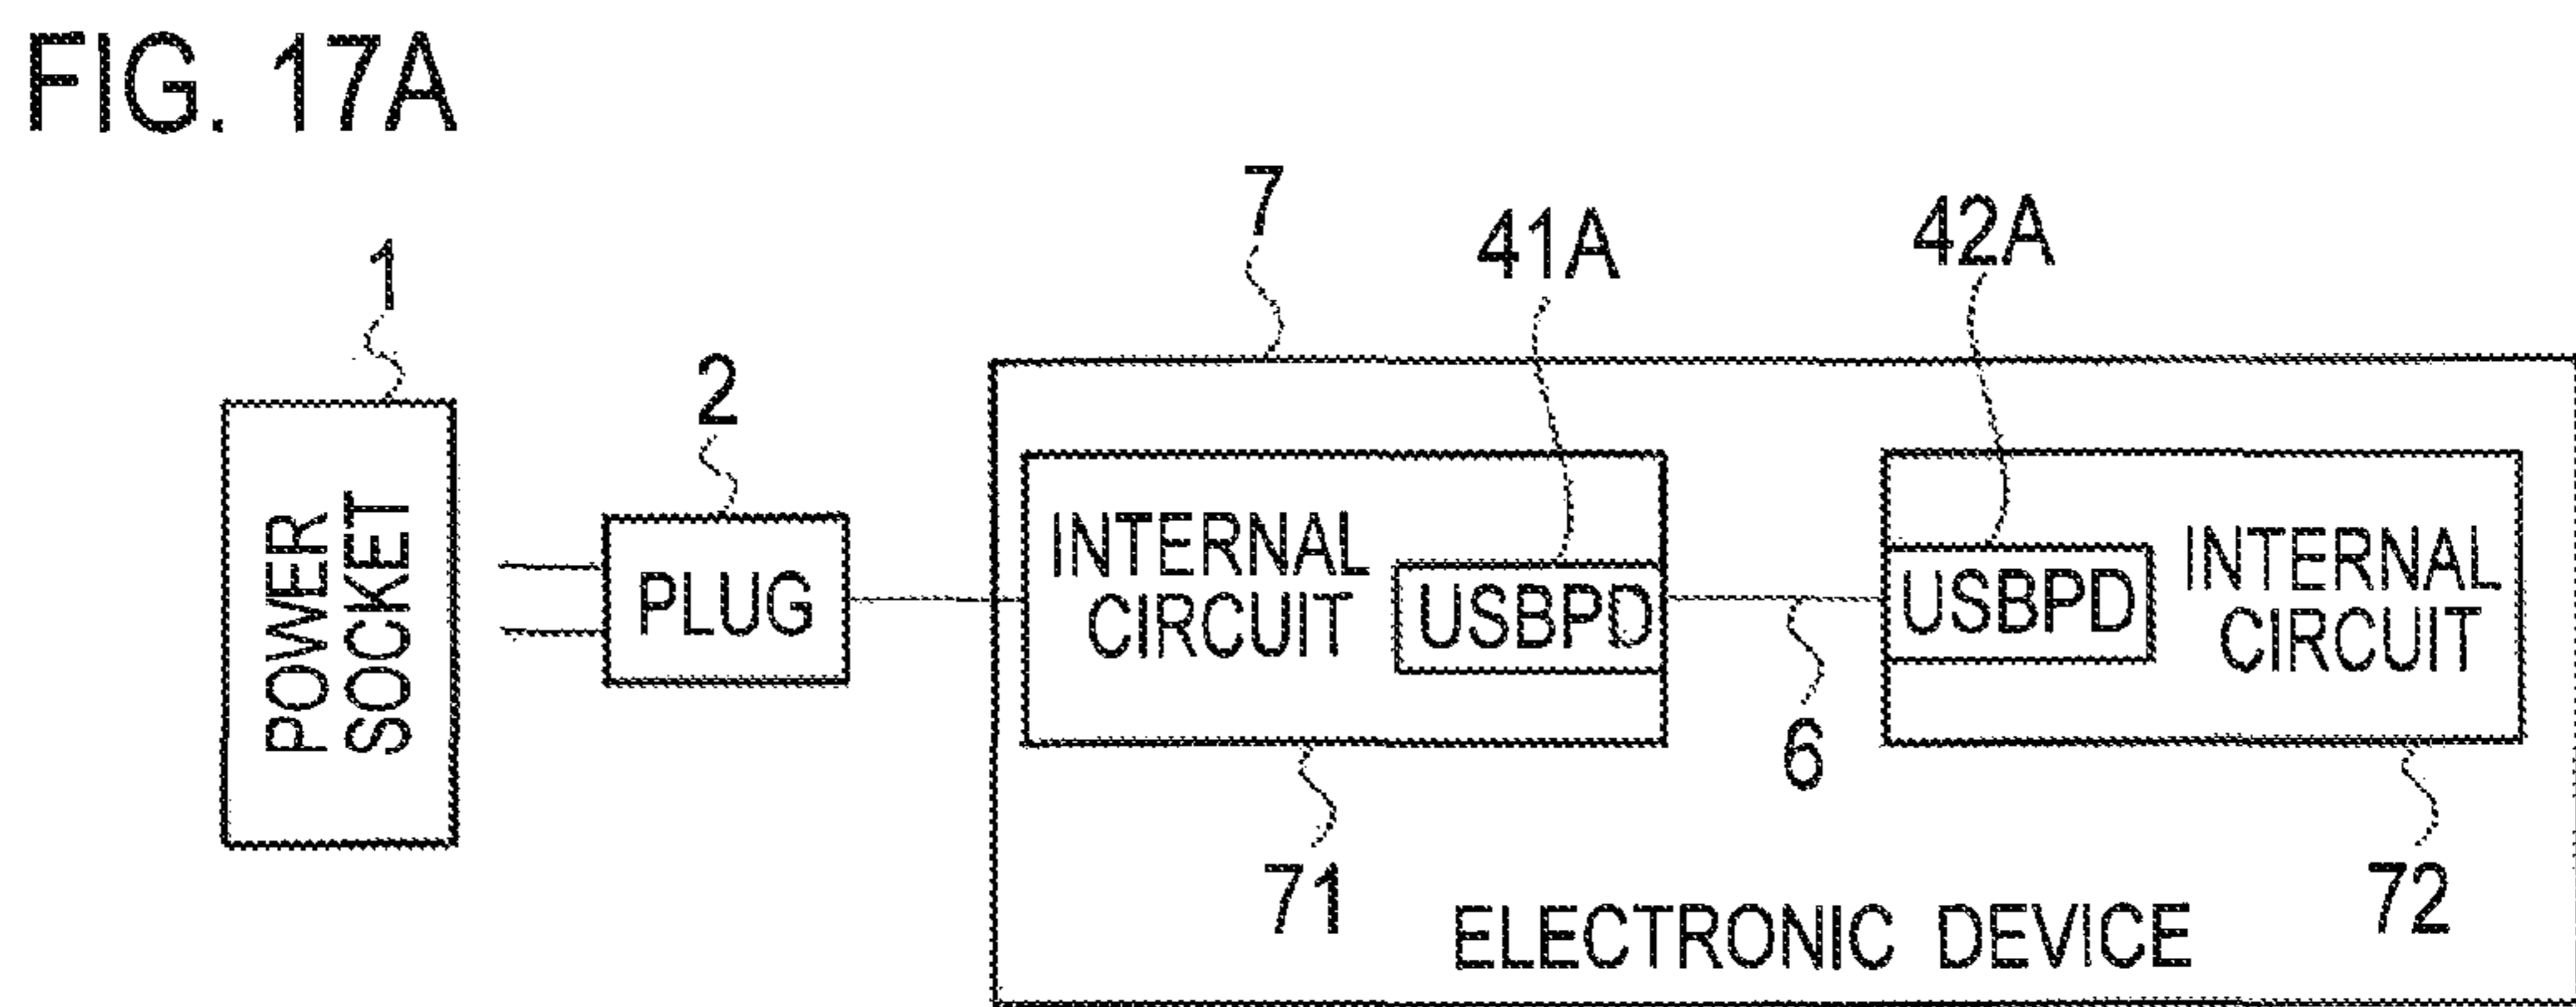 FIG. 17A
7
41A
42A
1
2
POWER
SOCKET
PLUG
INTERNAL
CIRCUIT
USBPD
USBPD
INTERNAL
CIRCUIT
6
71
72
ELECTRONIC DEVICE